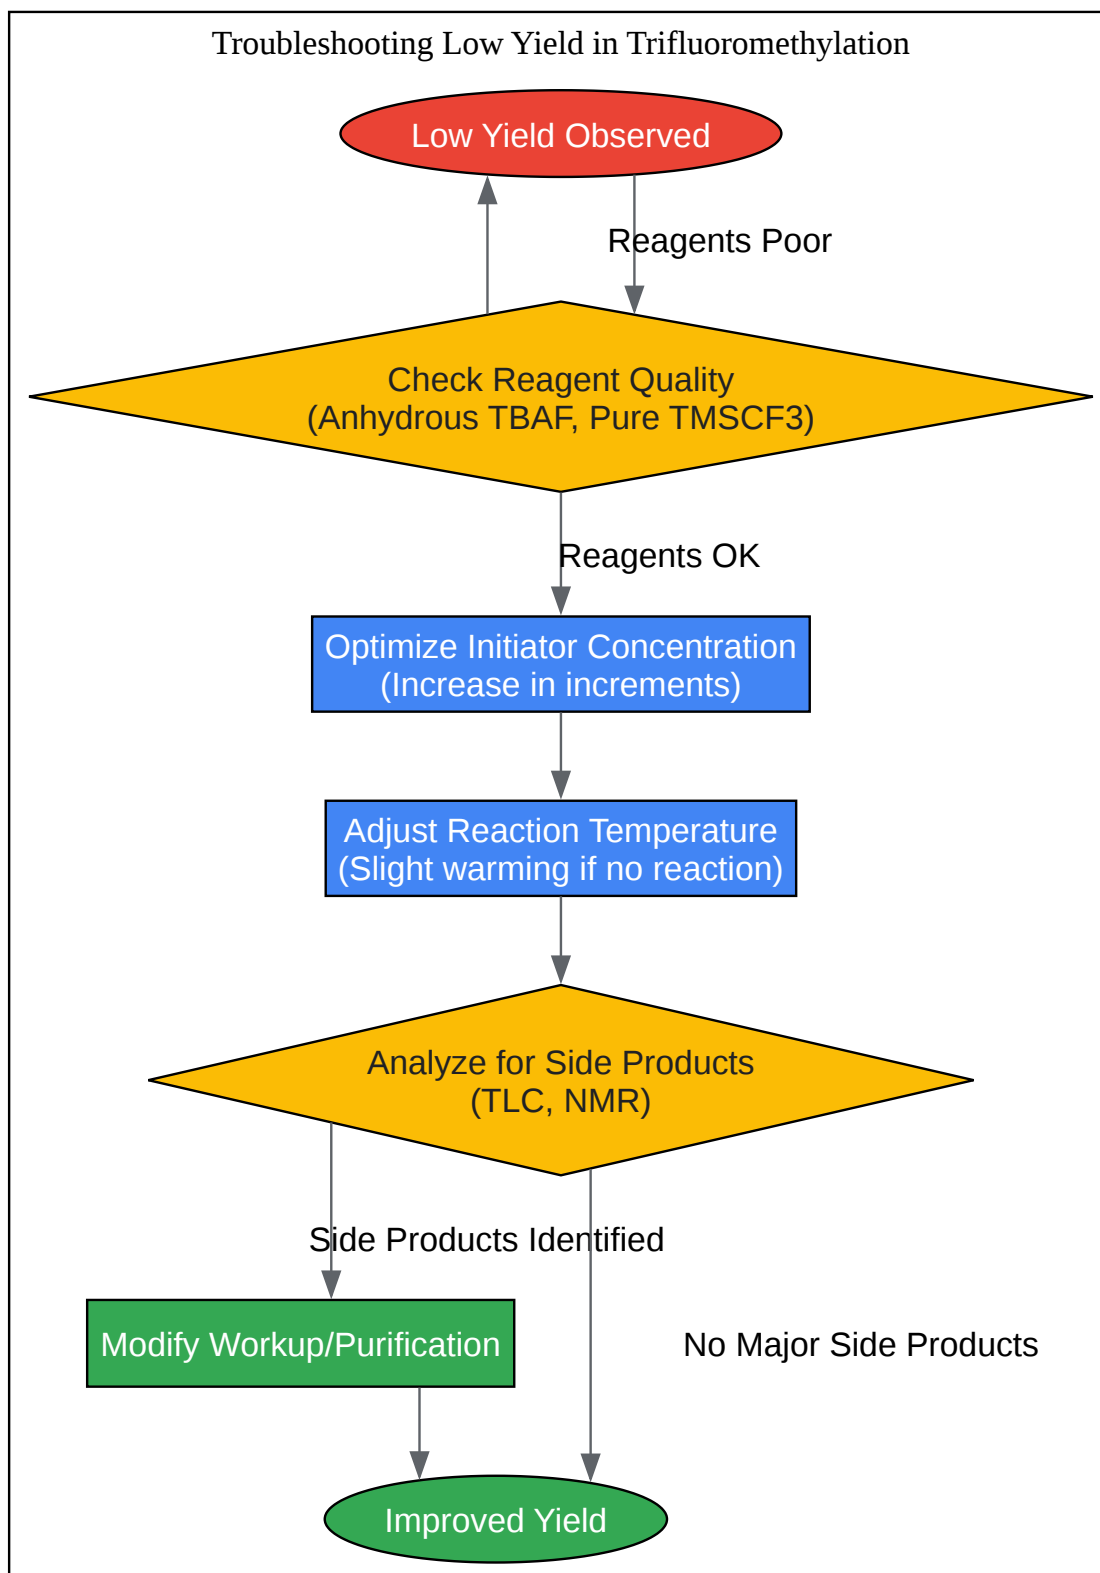 Troubleshooting Low Yield in Trifluoromethylation
Low Yield Observed
Reagents Poor
Check Reagent Quality
(Anhydrous TBAF, Pure TMSCF3)
Reagents OK
Optimize Initiator Concentration
(Increase in increments)
Adjust Reaction Temperature
(Slight warming if no reaction)
Analyze for Side Products
(TLC, NMR)
Side Products Identified
Modify Workup/Purification
No Major Side Products
Improved Yield